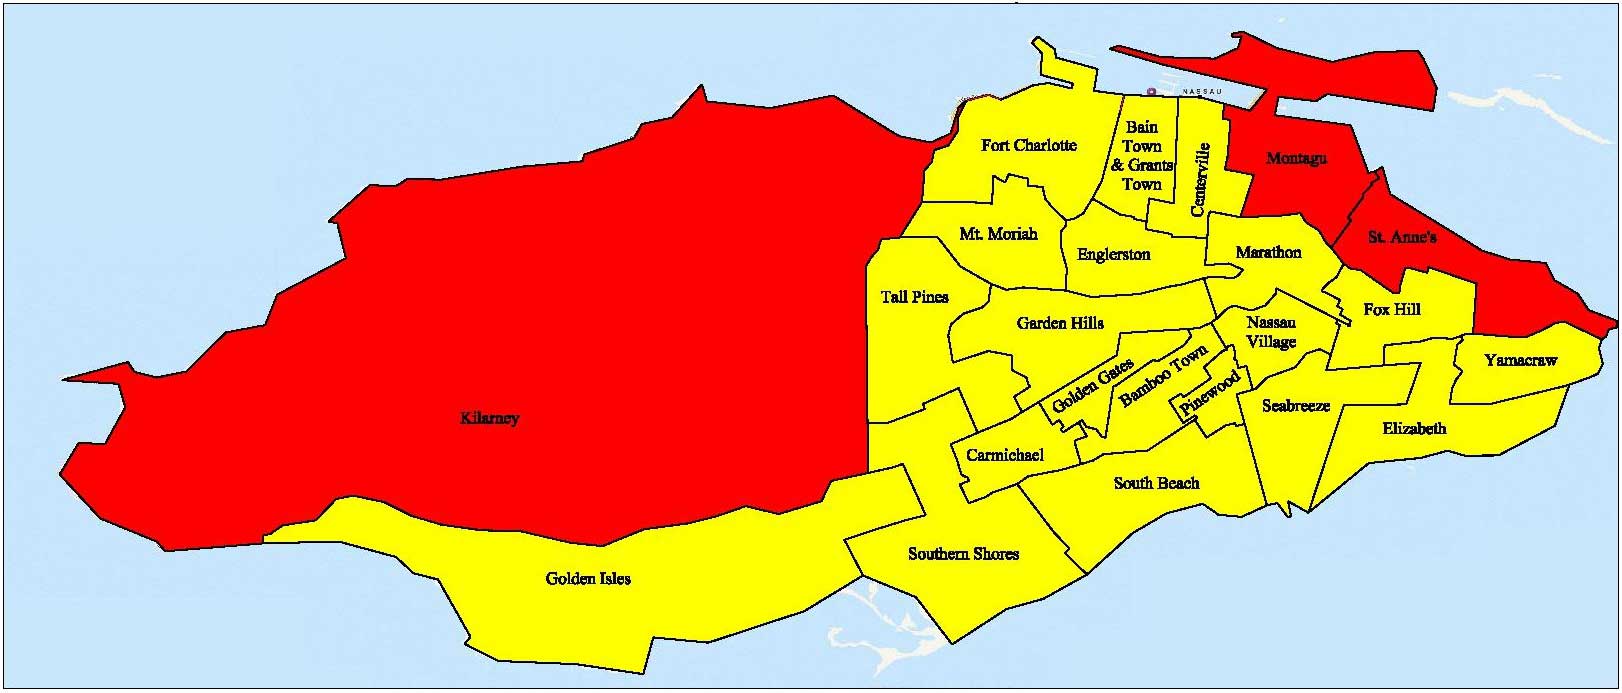 NASSAU
Bain
Town
& Grants
Town
Fort Charlotte
Centerville
Montagu
St. Anne's
Mt. Moriah
Englerston
Marathon
Tall Pines
Garden Hills
Nassau
Village
Fox Hill
Yamacraw
Golden Gates
Bamboo Town
Pinewood
Seabreeze
Elizabeth
Kilarney
Carmichael
South Beach
Southern Shores
Golden Isles